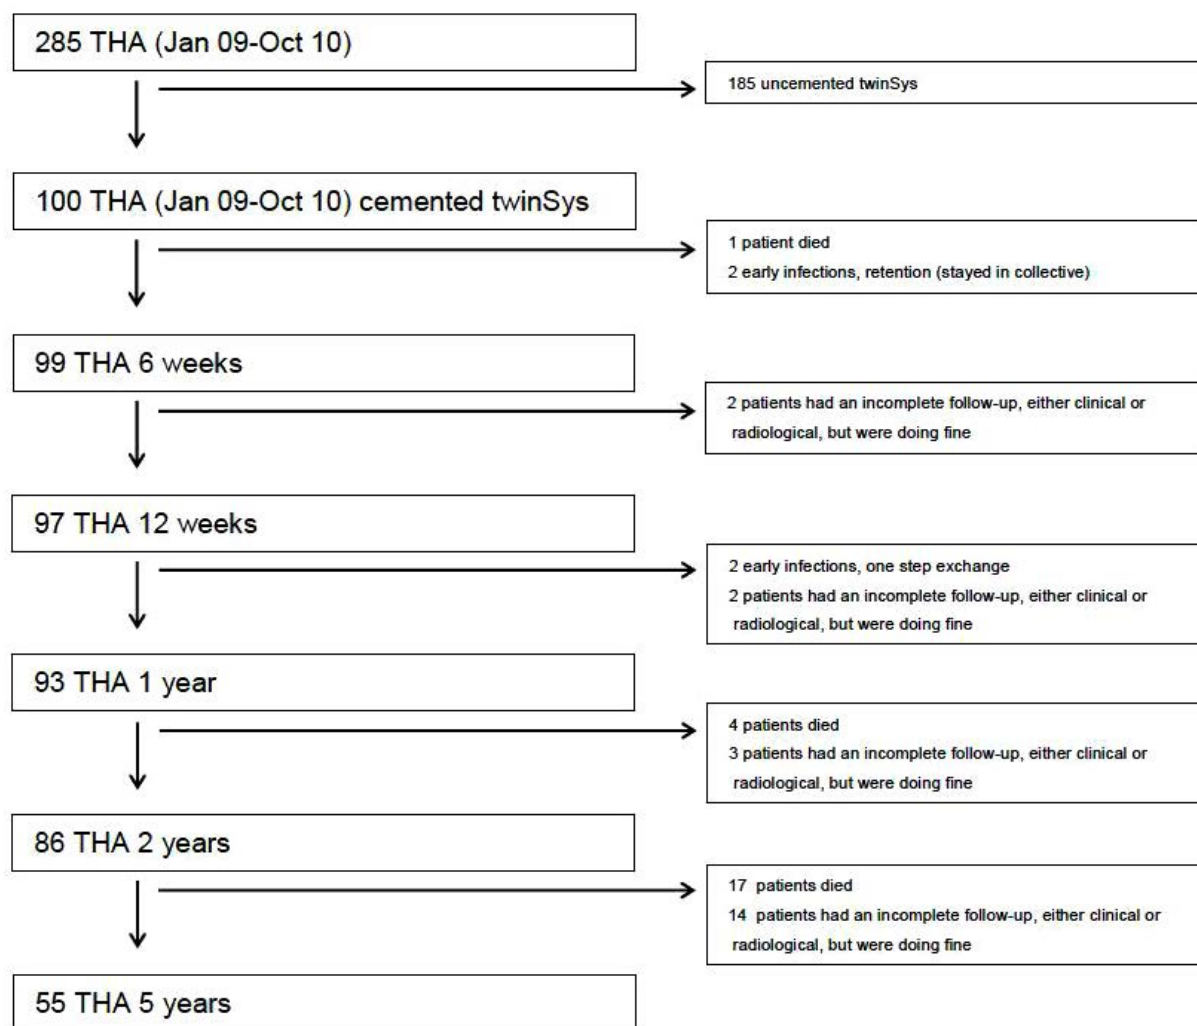 285 THA (Jan 09-Oct 10)
185 uncemented twinSys
100 THA (Jan 09-Oct 10) cemented twinSys
1 patient died
2 early infections, retention (stayed in collective)
99 THA 6 weeks
2 patients had an incomplete follow-up, either clinical or
radiological, but were doing fine
97 THA 12 weeks
2 early infections, one step exchange
2 patients had an incomplete follow-up, either clinical or
radiological, but were doing fine
93 THA 1 year
4 patients died
3 patients had an incomplete follow-up, either clinical or
radiological, but were doing fine
86 THA 2 years
17 patients died
14 patients had an incomplete follow-up, either clinical or
radiological, but were doing fine
55 THA 5 years